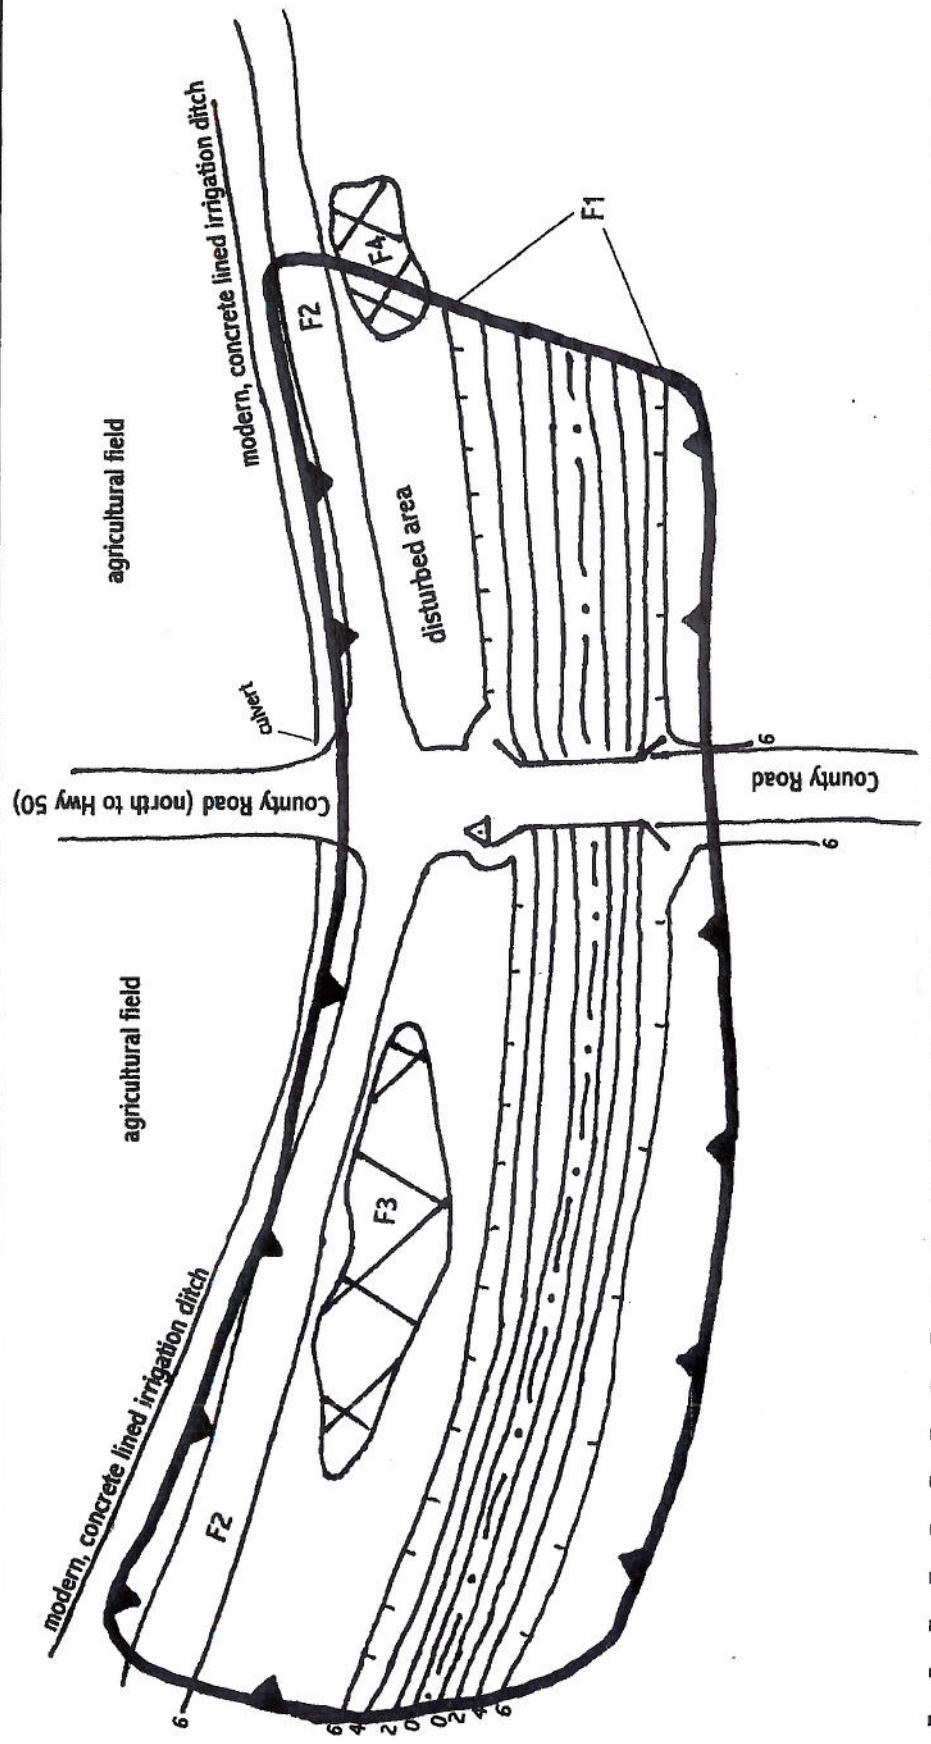 modern, concrete lined irrigation ditch
agricultural field
F2
F4
F1
disturbed area
culvert
County Road (north to Hwy 50)
County Road
6
6
agricultural field
F3
modern, concrete lined irrigation ditch
F2
6
6
4
2
0
0
2
4
6